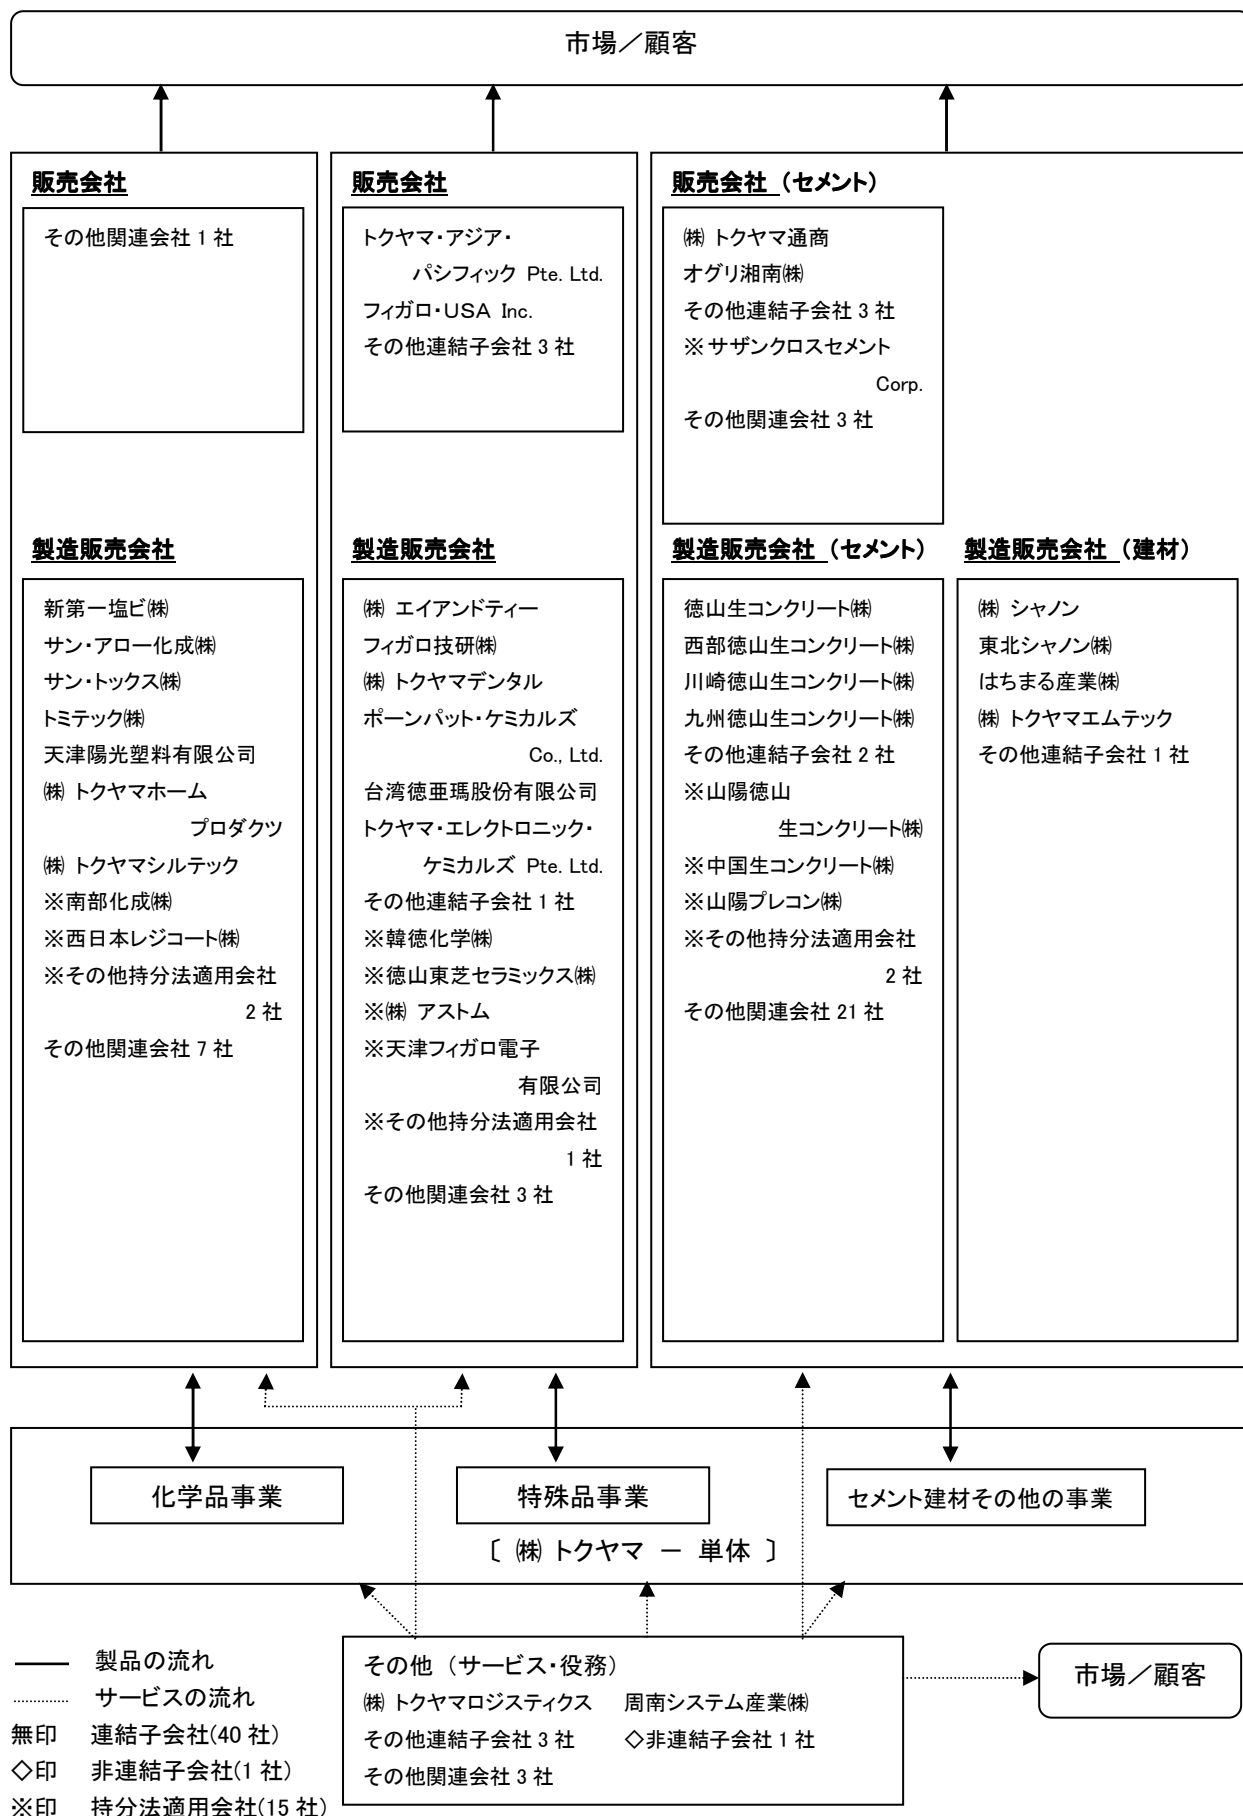 市場／顧客
販売会社
その他関連会社 1 社
販売会社
トクヤマ・アジア・
パシフィック Pte. Ltd.
フィガロ・USA Inc.
その他連結子会社 3 社
販売会社（セメント）
㈱ トクヤマ通商
オグリ湘南㈱
その他連結子会社 3 社
※サザンクロスセメント
Corp.
その他関連会社 3 社
製造販売会社
新第一塩ビ㈱
サン・アロー化成㈱
サン・トックス㈱
トミテック㈱
天津陽光塑料有限公司
㈱ トクヤマホーム
プロダクツ
㈱ トクヤマシルテック
※南部化成㈱
※西日本レジコート㈱
※その他持分法適用会社
2 社
その他関連会社 7 社
製造販売会社
㈱ エイアンドティー
フィガロ技研㈱
㈱ トクヤマデンタル
ポーンパット・ケミカルズ
Co., Ltd.
台湾徳亜瑪股份有限公司
トクヤマ・エレクトロニック・
ケミカルズ Pte. Ltd.
その他連結子会社 1 社
※韓徳化学㈱
※徳山東芝セラミックス㈱
※㈱ アストム
※天津フィガロ電子
有限公司
※その他持分法適用会社
1 社
その他関連会社 3 社
製造販売会社（セメント）
徳山生コンクリート㈱
西部徳山生コンクリート㈱
川崎徳山生コンクリート㈱
九州徳山生コンクリート㈱
その他連結子会社 2 社
※山陽徳山
生コンクリート㈱
※中国生コンクリート㈱
※山陽プレコン㈱
※その他持分法適用会社
2 社
その他関連会社 21 社
製造販売会社（建材）
㈱ シャノン
東北シャノン㈱
はちまる産業㈱
㈱ トクヤマエムテック
その他連結子会社 1 社
化学品事業
特殊品事業
セメント建材その他の事業
〔 ㈱ トクヤマ － 単体 〕
製品の流れ
サービスの流れ
無印 連結子会社(40 社)
◇印 非連結子会社(1 社)
※印 持分法適用会社(15 社)
その他（サービス・役務）
㈱ トクヤマロジスティクス 周南システム産業㈱
その他連結子会社 3 社 ◇非連結子会社 1 社
その他関連会社 3 社
市場／顧客